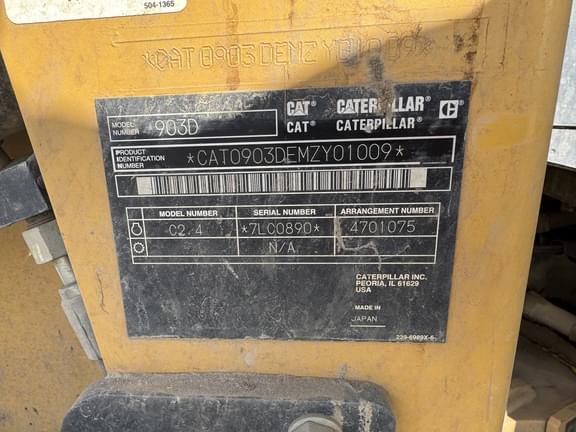 504-1365
*CAT0903DEMZY01009*
MODEL NUMBER 903D
CAT® CATERPILLAR® C
CAT® CATERPILLAR®
PRODUCT IDENTIFICATION NUMBER *CAT0903DEMZY01009*
MODEL NUMBER SERIAL NUMBER ARRANGEMENT NUMBER
C2.4 *7LC0890* 4701075
N/A
CATERPILLAR INC.
PEORIA, IL 61629
USA
MADE IN
JAPAN
239-6989X-6